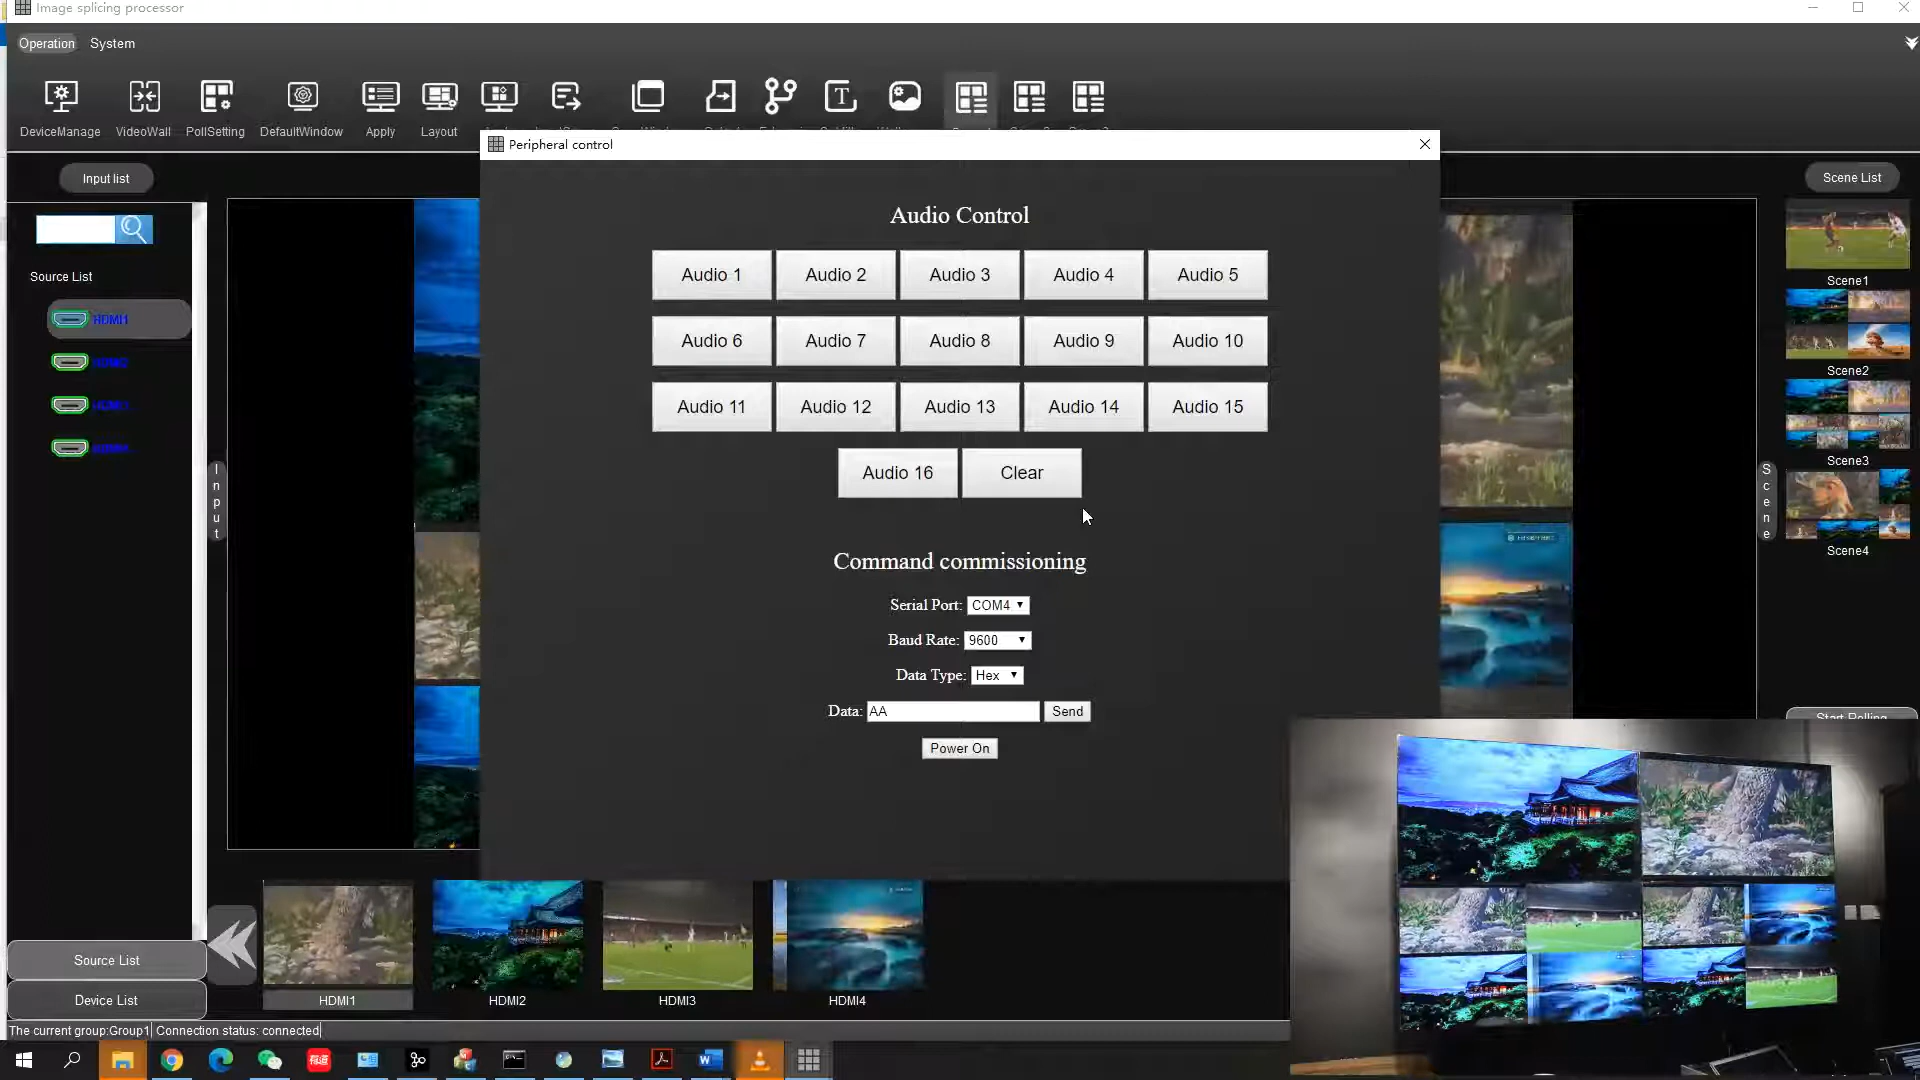 Image splicing processor
Operation System
DeviceManage VideoWall PollSetting DefaultWindow Apply Layout
Peripheral control
Input list
Source List
HDMI1
HDMI2
Input
Audio Control
Audio 1 Audio 2 Audio 3 Audio 4 Audio 5
Audio 6 Audio 7 Audio 8 Audio 9 Audio 10
Audio 11 Audio 12 Audio 13 Audio 14 Audio 15
Audio 16 Clear
Command commissioning
Serial Port: COM4
Baud Rate: 9600
Data Type: Hex
Data: AA Send
Power On
Scene List
Scene1
Scene2
Scene3
Scene4
Scene
Start Polling
Source List
Device List
HDMI1 HDMI2 HDMI3 HDMI4
The current group:Group1 Connection status: connected